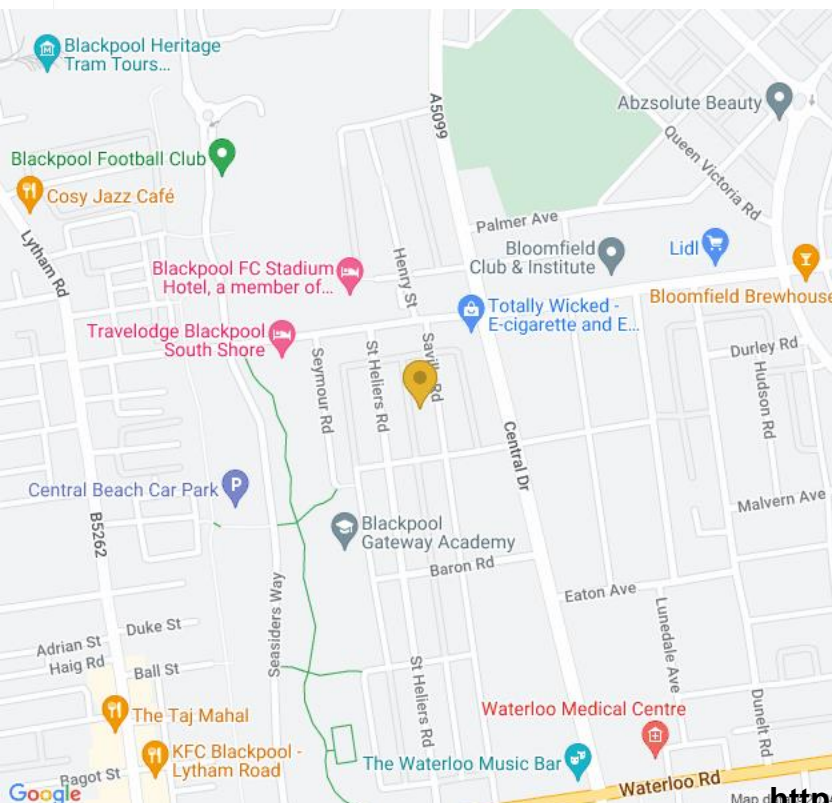 Blackpool Heritage
Tram Tours...
A5099
Abzsolute Beauty
Blackpool Football Club
Queen Victoria Rd
Cosy Jazz Café
Palmer Ave
Lytham Rd
Henry St
Bloomfield
Club & Institute
Lidl
Blackpool FC Stadium
Hotel, a member of...
Bloomfield Brewhouse
Totally Wicked -
E-cigarette and E...
Travelodge Blackpool
South Shore
Seymour Rd
St Heliers Rd
Durley Rd
Hudson Rd
Central Dr
Central Beach Car Park
P
Malvern Ave
B5262
Blackpool
Gateway Academy
Baron Rd
Seasiders Way
Eaton Ave
Lunedale Ave
Duke St
Adrian St
Haig Rd
Ball St
St Heliers Rd
Dunelt Rd
Waterloo Medical Centre
The Taj Mahal
KFC Blackpool -
Lytham Road
The Waterloo Music Bar
Bagot St
Waterloo Rd
Google
Map
http